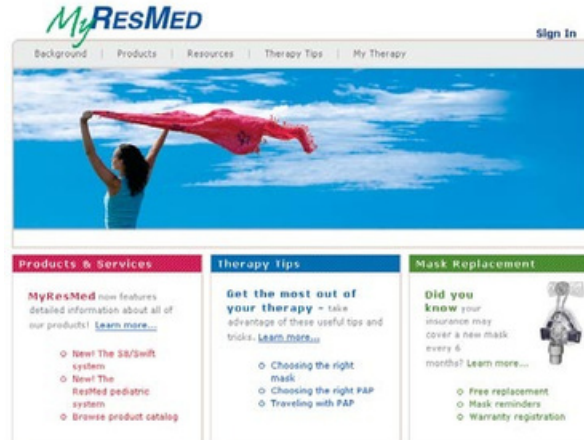 MyResMed
Sign In
Background | Products | Resources | Therapy Tips | My Therapy
Products & Services
MyResMed now features
detailed information about all of
our products! Learn more...
New! The S8/Swift
system
New! The
ResMed pediatric
system
Browse product catalog
Therapy Tips
Get the most out of
your therapy – take
advantage of these useful tips and
tricks. Learn more...
Choosing the right
mask
Choosing the right PAP
Traveling with PAP
Mask Replacement
Did you
know your
insurance may
cover a new mask
every 6
months? Learn more...
Free replacement
Mask reminders
Warranty registration